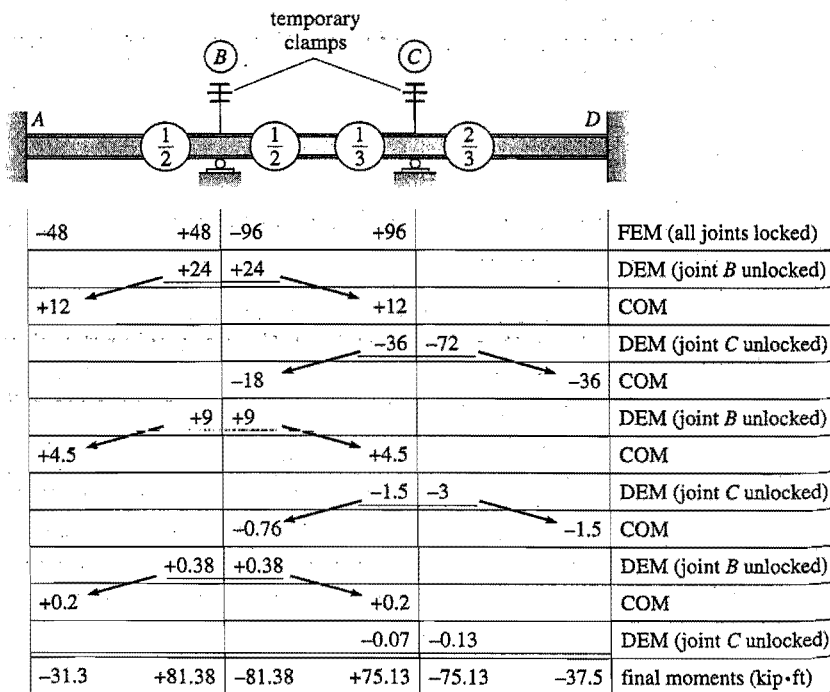 temporary
clamps
B C
A D
1/2 1/2 1/3 2/3
–48 +48 –96 +96 FEM (all joints locked)
+24 +24 DEM (joint B unlocked)
+12 +12 COM
–36 –72 DEM (joint C unlocked)
–18 –36 COM
+9 +9 DEM (joint B unlocked)
+4.5 +4.5 COM
–1.5 –3 DEM (joint C unlocked)
–0.76 –1.5 COM
+0.38 +0.38 DEM (joint B unlocked)
+0.2 +0.2 COM
–0.07 –0.13 DEM (joint C unlocked)
–31.3 +81.38 –81.38 +75.13 –75.13 –37.5 final moments (kip•ft)